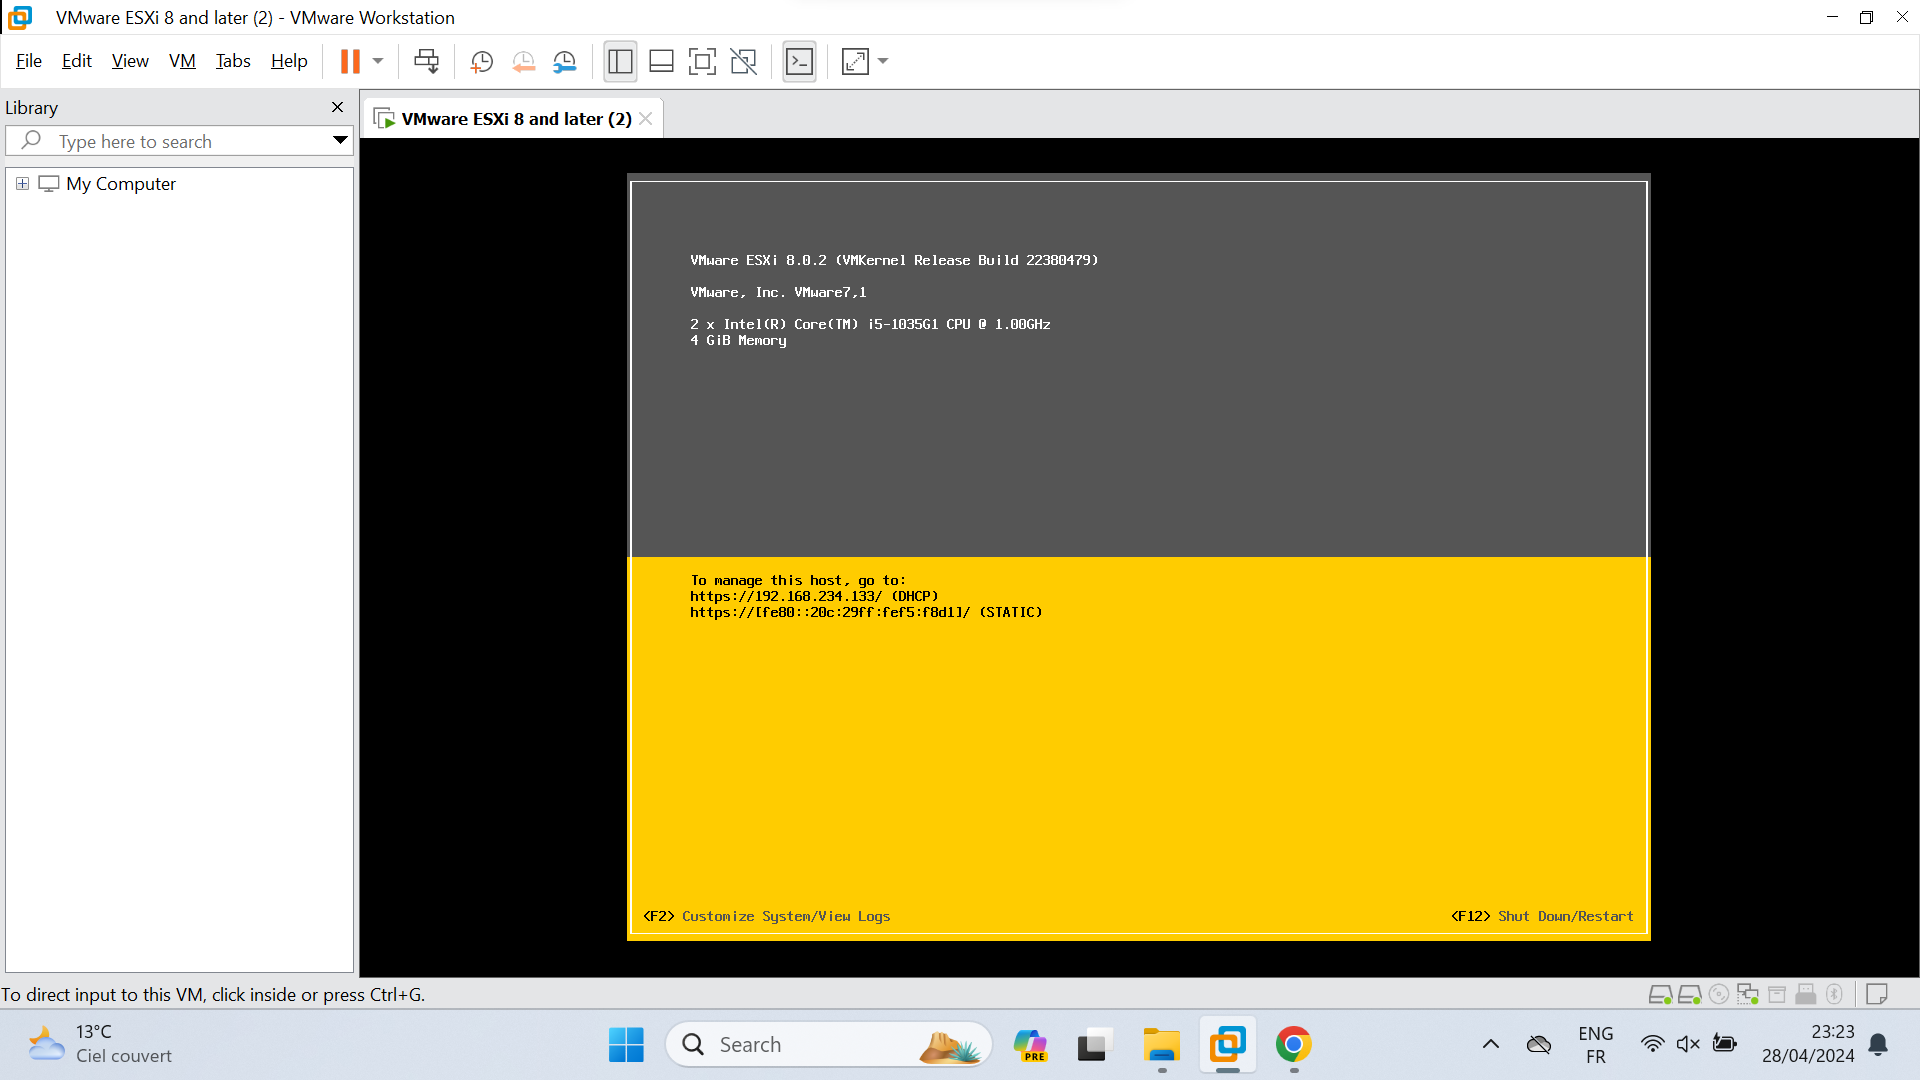 VMware ESXi 8 and later (2) - VMware Workstation
File Edit View VM Tabs Help
Library
VMware ESXi 8 and later (2)
Type here to search
My Computer
VMware ESXi 8.0.2 (VMKernel Release Build 22380479)
VMware, Inc. VMware7,1
2 x Intel(R) Core(TM) i5-1035G1 CPU @ 1.00GHz
4 GiB Memory
To manage this host, go to:
https://192.168.234.133/ (DHCP)
https://[fe80::20c:29ff:fef5:f8d1]/ (STATIC)
<F2> Customize System/View Logs
<F12> Shut Down/Restart
To direct input to this VM, click inside or press Ctrl+G.
13°C
Ciel couvert
Search
PRE
ENG
FR
23:23
28/04/2024